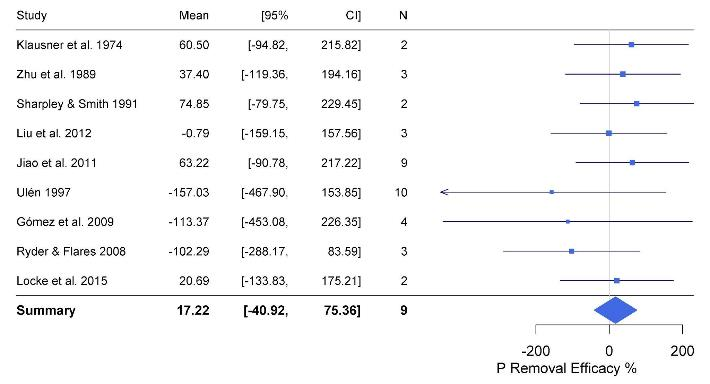 Study Mean [95% CI] N
Klausner et al. 1974 60.50 [-94.82, 215.82] 2
Zhu et al. 1989 37.40 [-119.36, 194.16] 3
Sharpley & Smith 1991 74.85 [-79.75, 229.45] 2
Liu et al. 2012 -0.79 [-159.15, 157.56] 3
Jiao et al. 2011 63.22 [-90.78, 217.22] 9
Ulén 1997 -157.03 [-467.90, 153.85] 10
Gómez et al. 2009 -113.37 [-453.08, 226.35] 4
Ryder & Flares 2008 -102.29 [-288.17, 83.59] 3
Locke et al. 2015 20.69 [-133.83, 175.21] 2
Summary 17.22 [-40.92, 75.36] 9
-200 0 200
P Removal Efficacy %